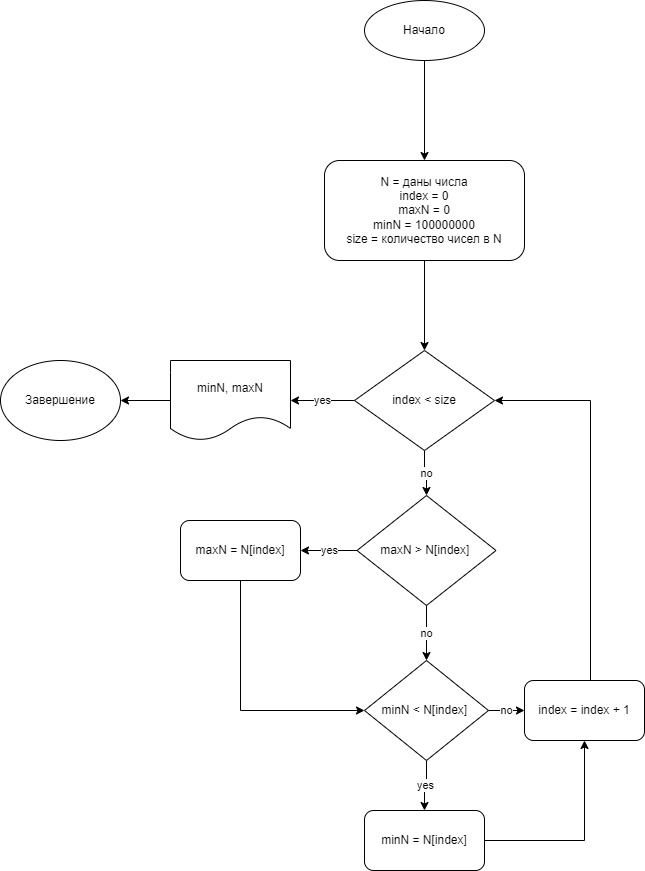 Начало
N = даны числа
index = 0
maxN = 0
minN = 100000000
size = количество чисел в N
index < size
yes
minN, maxN
Завершение
no
maxN > N[index]
yes
maxN = N[index]
no
minN < N[index]
no
index = index + 1
yes
minN = N[index]